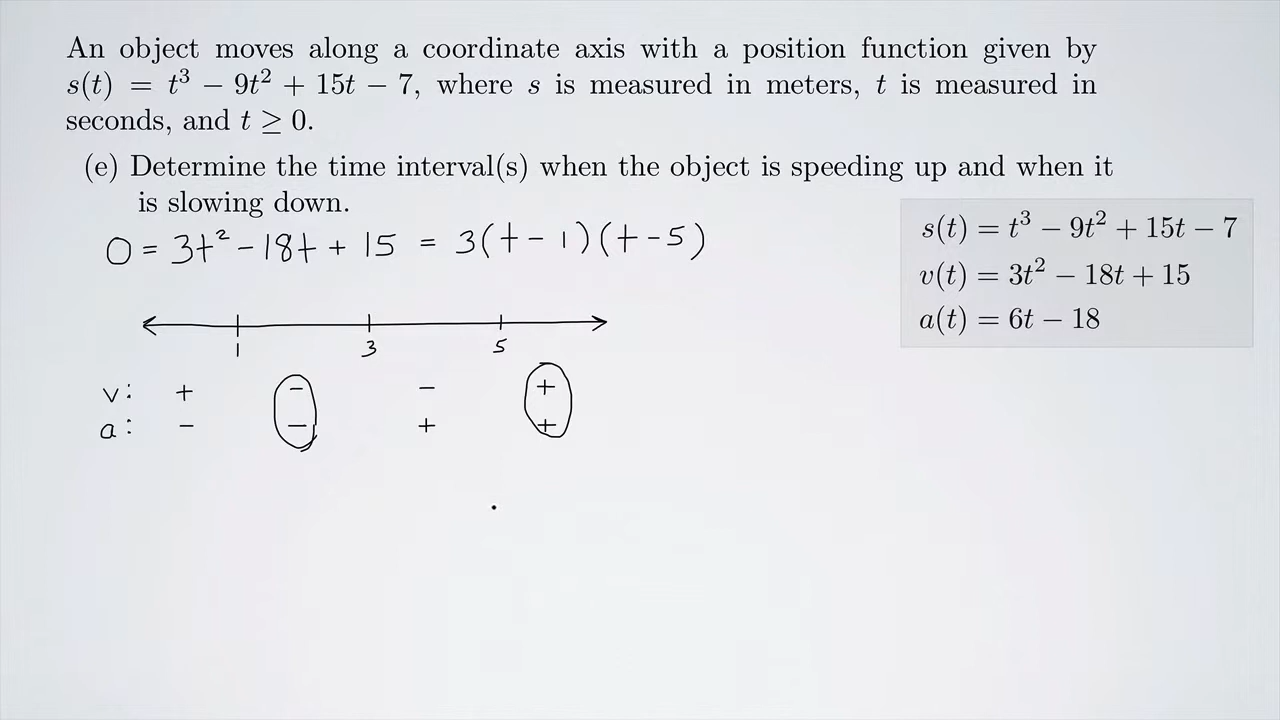 An object moves along a coordinate axis with a position function given by
s(t) = t³ − 9t² + 15t − 7, where s is measured in meters, t is measured in
seconds, and t ≥ 0.
(e) Determine the time interval(s) when the object is speeding up and when it
is slowing down.
0 = 3t² − 18t + 15 = 3(t − 1)(t − 5)
s(t) = t³ − 9t² + 15t − 7
v(t) = 3t² − 18t + 15
a(t) = 6t − 18
1 3 5
v: + − − +
a: − − + +